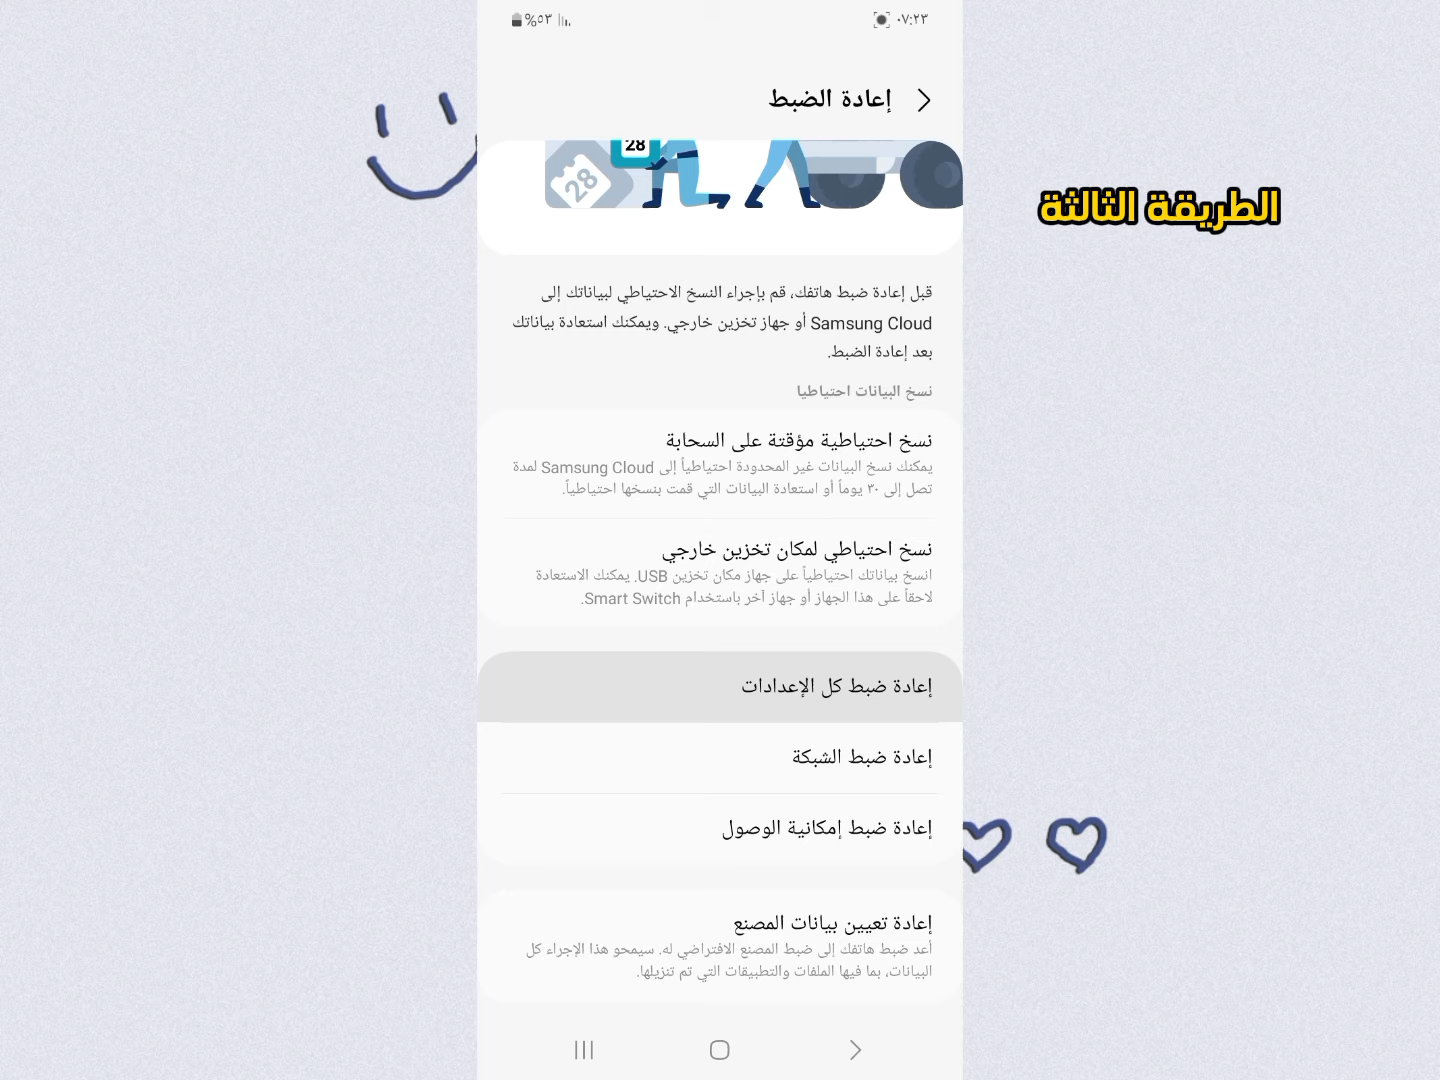 ٠٧:٢٣
%٥٣
إعادة الضبط
28
28
الطريقة الثالثة
قبل إعادة ضبط هاتفك، قم بإجراء النسخ الاحتياطي لبياناتك إلى
Samsung Cloud أو جهاز تخزين خارجي. ويمكنك استعادة بياناتك
بعد إعادة الضبط.
نسخ البيانات احتياطيا
نسخ احتياطية مؤقتة على السحابة
يمكنك نسخ البيانات غير المحدودة احتياطياً إلى Samsung Cloud لمدة
تصل إلى ٣٠ يوماً أو استعادة البيانات التي قمت بنسخها احتياطياً.
نسخ احتياطي لمكان تخزين خارجي
انسخ بياناتك احتياطياً على جهاز مكان تخزين USB. يمكنك الاستعادة
لاحقاً على هذا الجهاز أو جهاز آخر باستخدام Smart Switch.
إعادة ضبط كل الإعدادات
إعادة ضبط الشبكة
إعادة ضبط إمكانية الوصول
إعادة تعيين بيانات المصنع
أعد ضبط هاتفك إلى ضبط المصنع الافتراضي له. سيمحو هذا الإجراء كل
البيانات، بما فيها الملفات والتطبيقات التي تم تنزيلها.